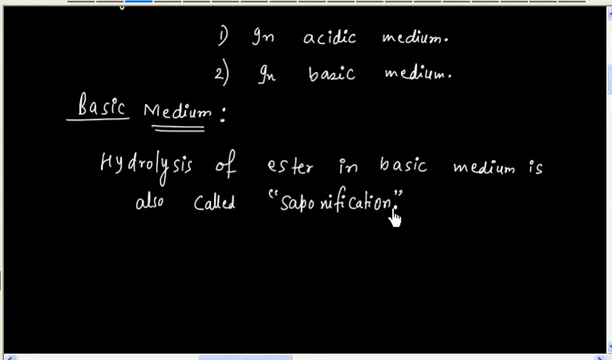 1) In acidic medium.
2) In basic medium.
Basic Medium:
Hydrolysis of ester in basic medium is
also called "saponification."